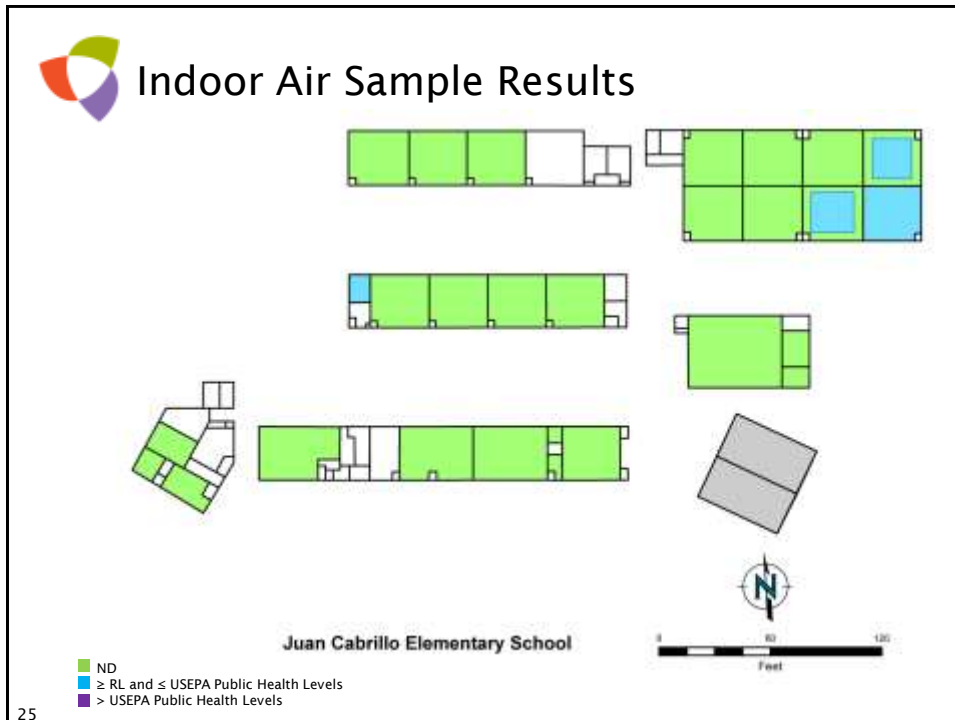 Indoor Air Sample Results
N
Juan Cabrillo Elementary School
0 60 120
Feet
ND
≥ RL and ≤ USEPA Public Health Levels
> USEPA Public Health Levels
25